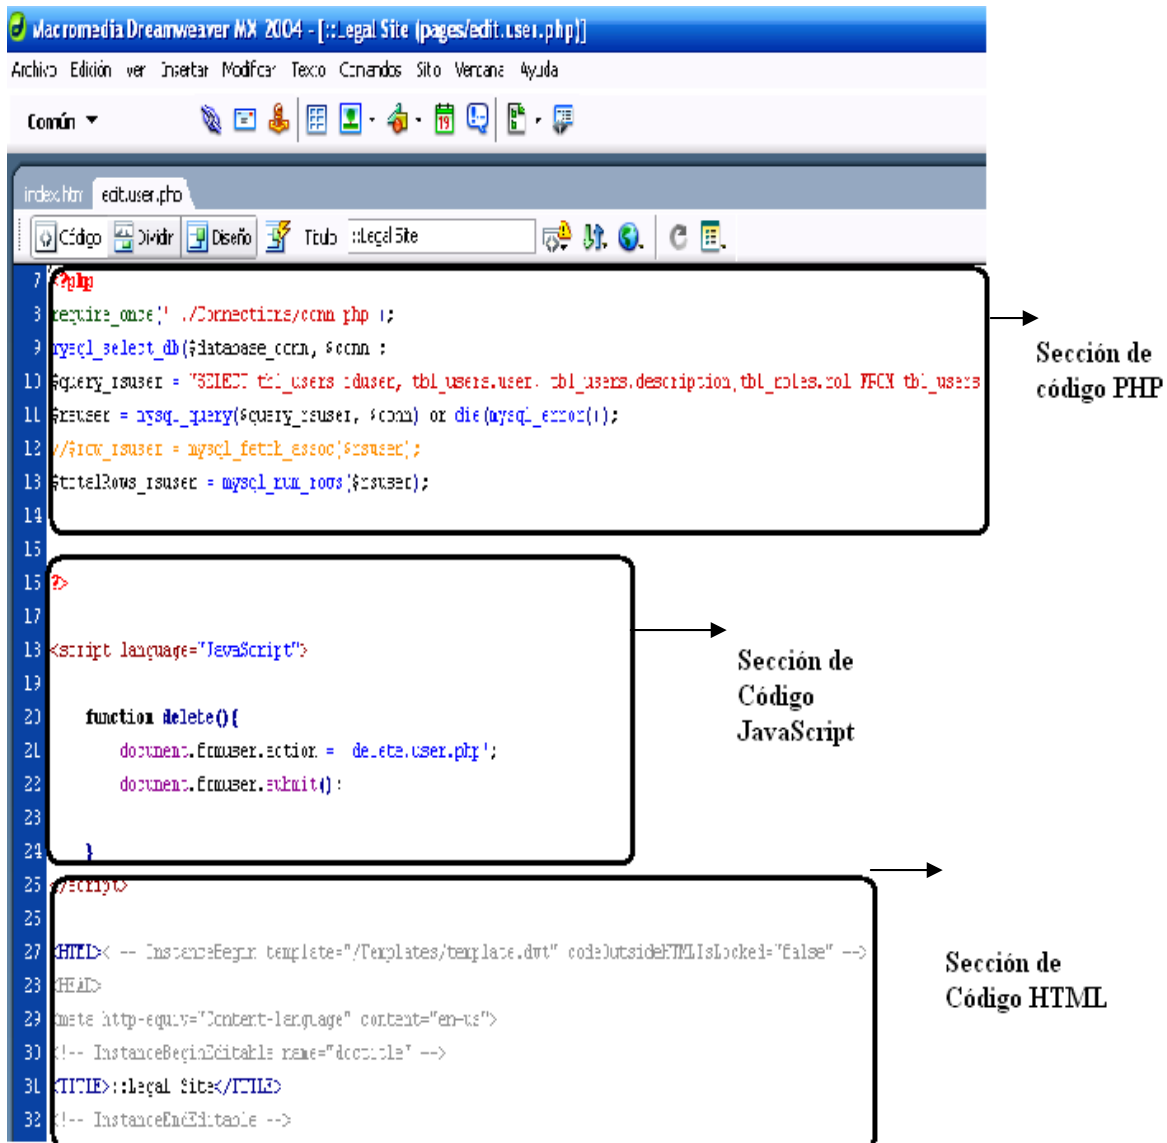 Macromedia Dreamweaver MX 2004 - [::Legal Site (pages/edit.user.php)]
Archivo Edición Ver Insertar Modificar Texto Comandos Sitio Ventana Ayuda
Común
19
index.htm edit.user.php
Código Dividir Diseño Título ::Legal Site
7 <?php
8 require_once('../Connections/conn.php');
9 mysql_select_db($database_conn, $conn);
10 $query_rsuser = "SELECT tbl_users.iduser, tbl_users.user, tbl_users.description,tbl_roles.rol FROM tbl_users
11 $rsuser = mysql_query($query_rsuser, $conn) or die(mysql_error());
12 //$row_rsuser = mysql_fetch_assoc($rsuser);
13 $totalRows_rsuser = mysql_num_rows($rsuser);
14
15
16 ?>
17
18 <script language="JavaScript">
19
20 function delete(){
21 document.frmuser.action = 'delete.user.php';
22 document.frmuser.submit();
23
24 }
25 </script>
26
27 <HTML><!-- InstanceBegin template="/Templates/template.dwt" codeOutsideHTMLIsLocked="false" -->
28 <HEAD>
29 <meta http-equiv="Content-language" content="en-us">
30 <!-- InstanceBeginEditable name="doctitle" -->
31 <TITLE>::Legal Site</TITLE>
32 <!-- InstanceEndEditable -->
Sección de
código PHP
Sección de
Código
JavaScript
Sección de
Código HTML